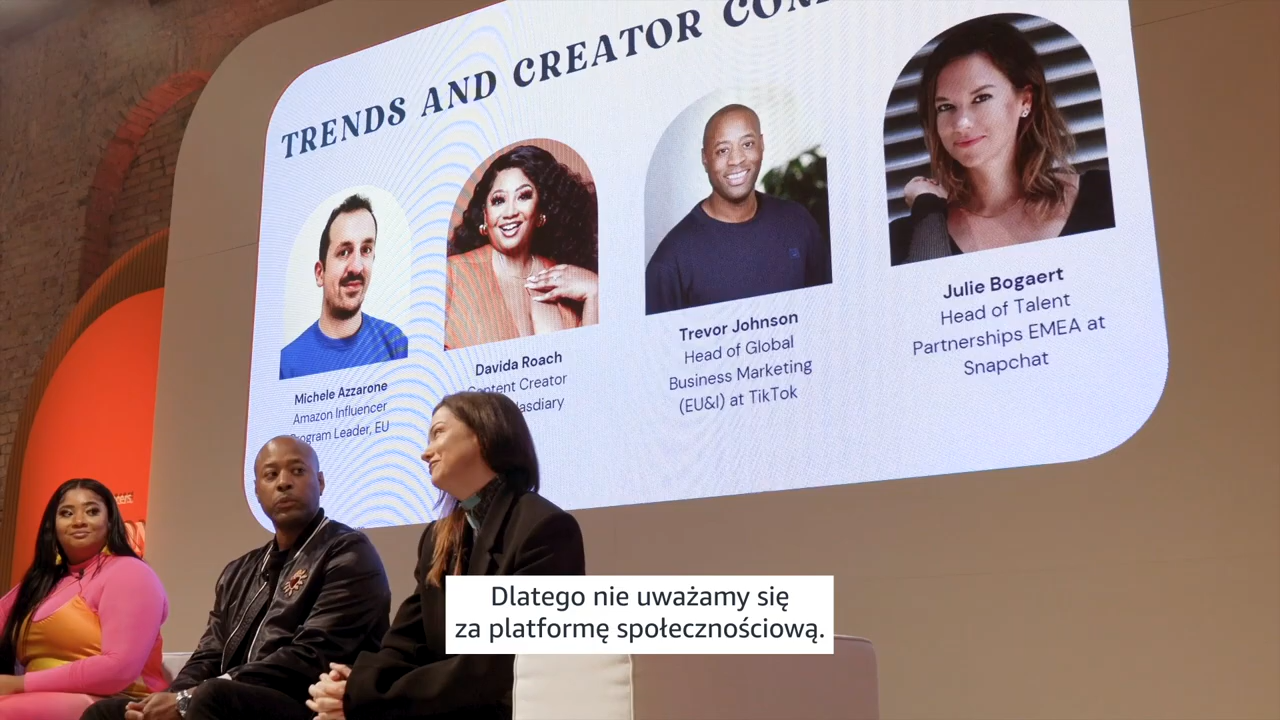 TRENDS AND CREATOR
Michele Azzarone
Amazon Influencer
Program Leader, EU
Davida Roach
Content Creator
Trevor Johnson
Head of Global
Business Marketing
(EU&I) at TikTok
Julie Bogaert
Head of Talent
Partnerships EMEA at
Snapchat
Dlatego nie uważamy się
za platformę społecznościową.